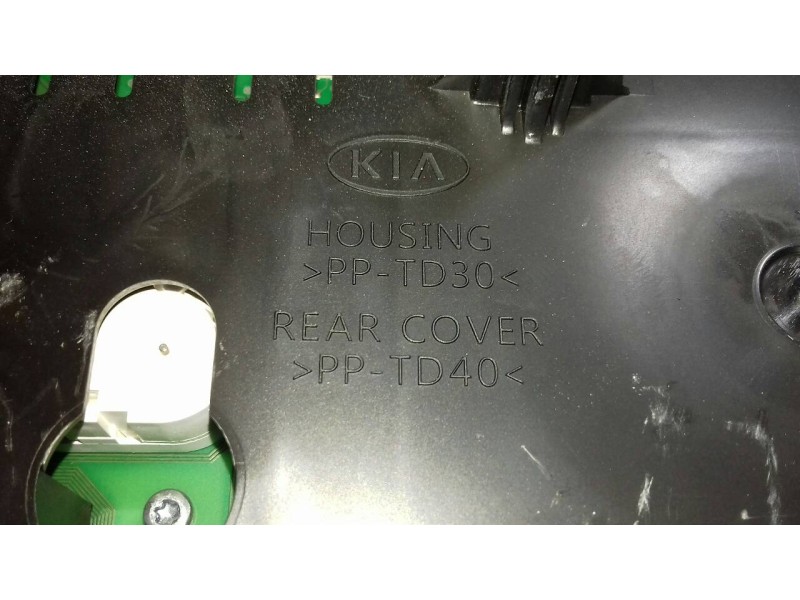 KIA
HOUSING
>PP-TD30<
REAR COVER
>PP-TD40<